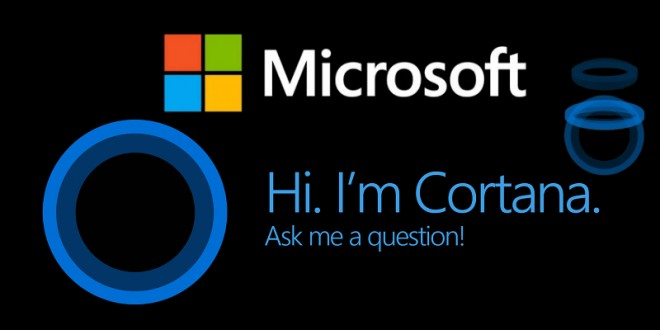 Microsoft
Hi. I'm Cortana.
Ask me a question!